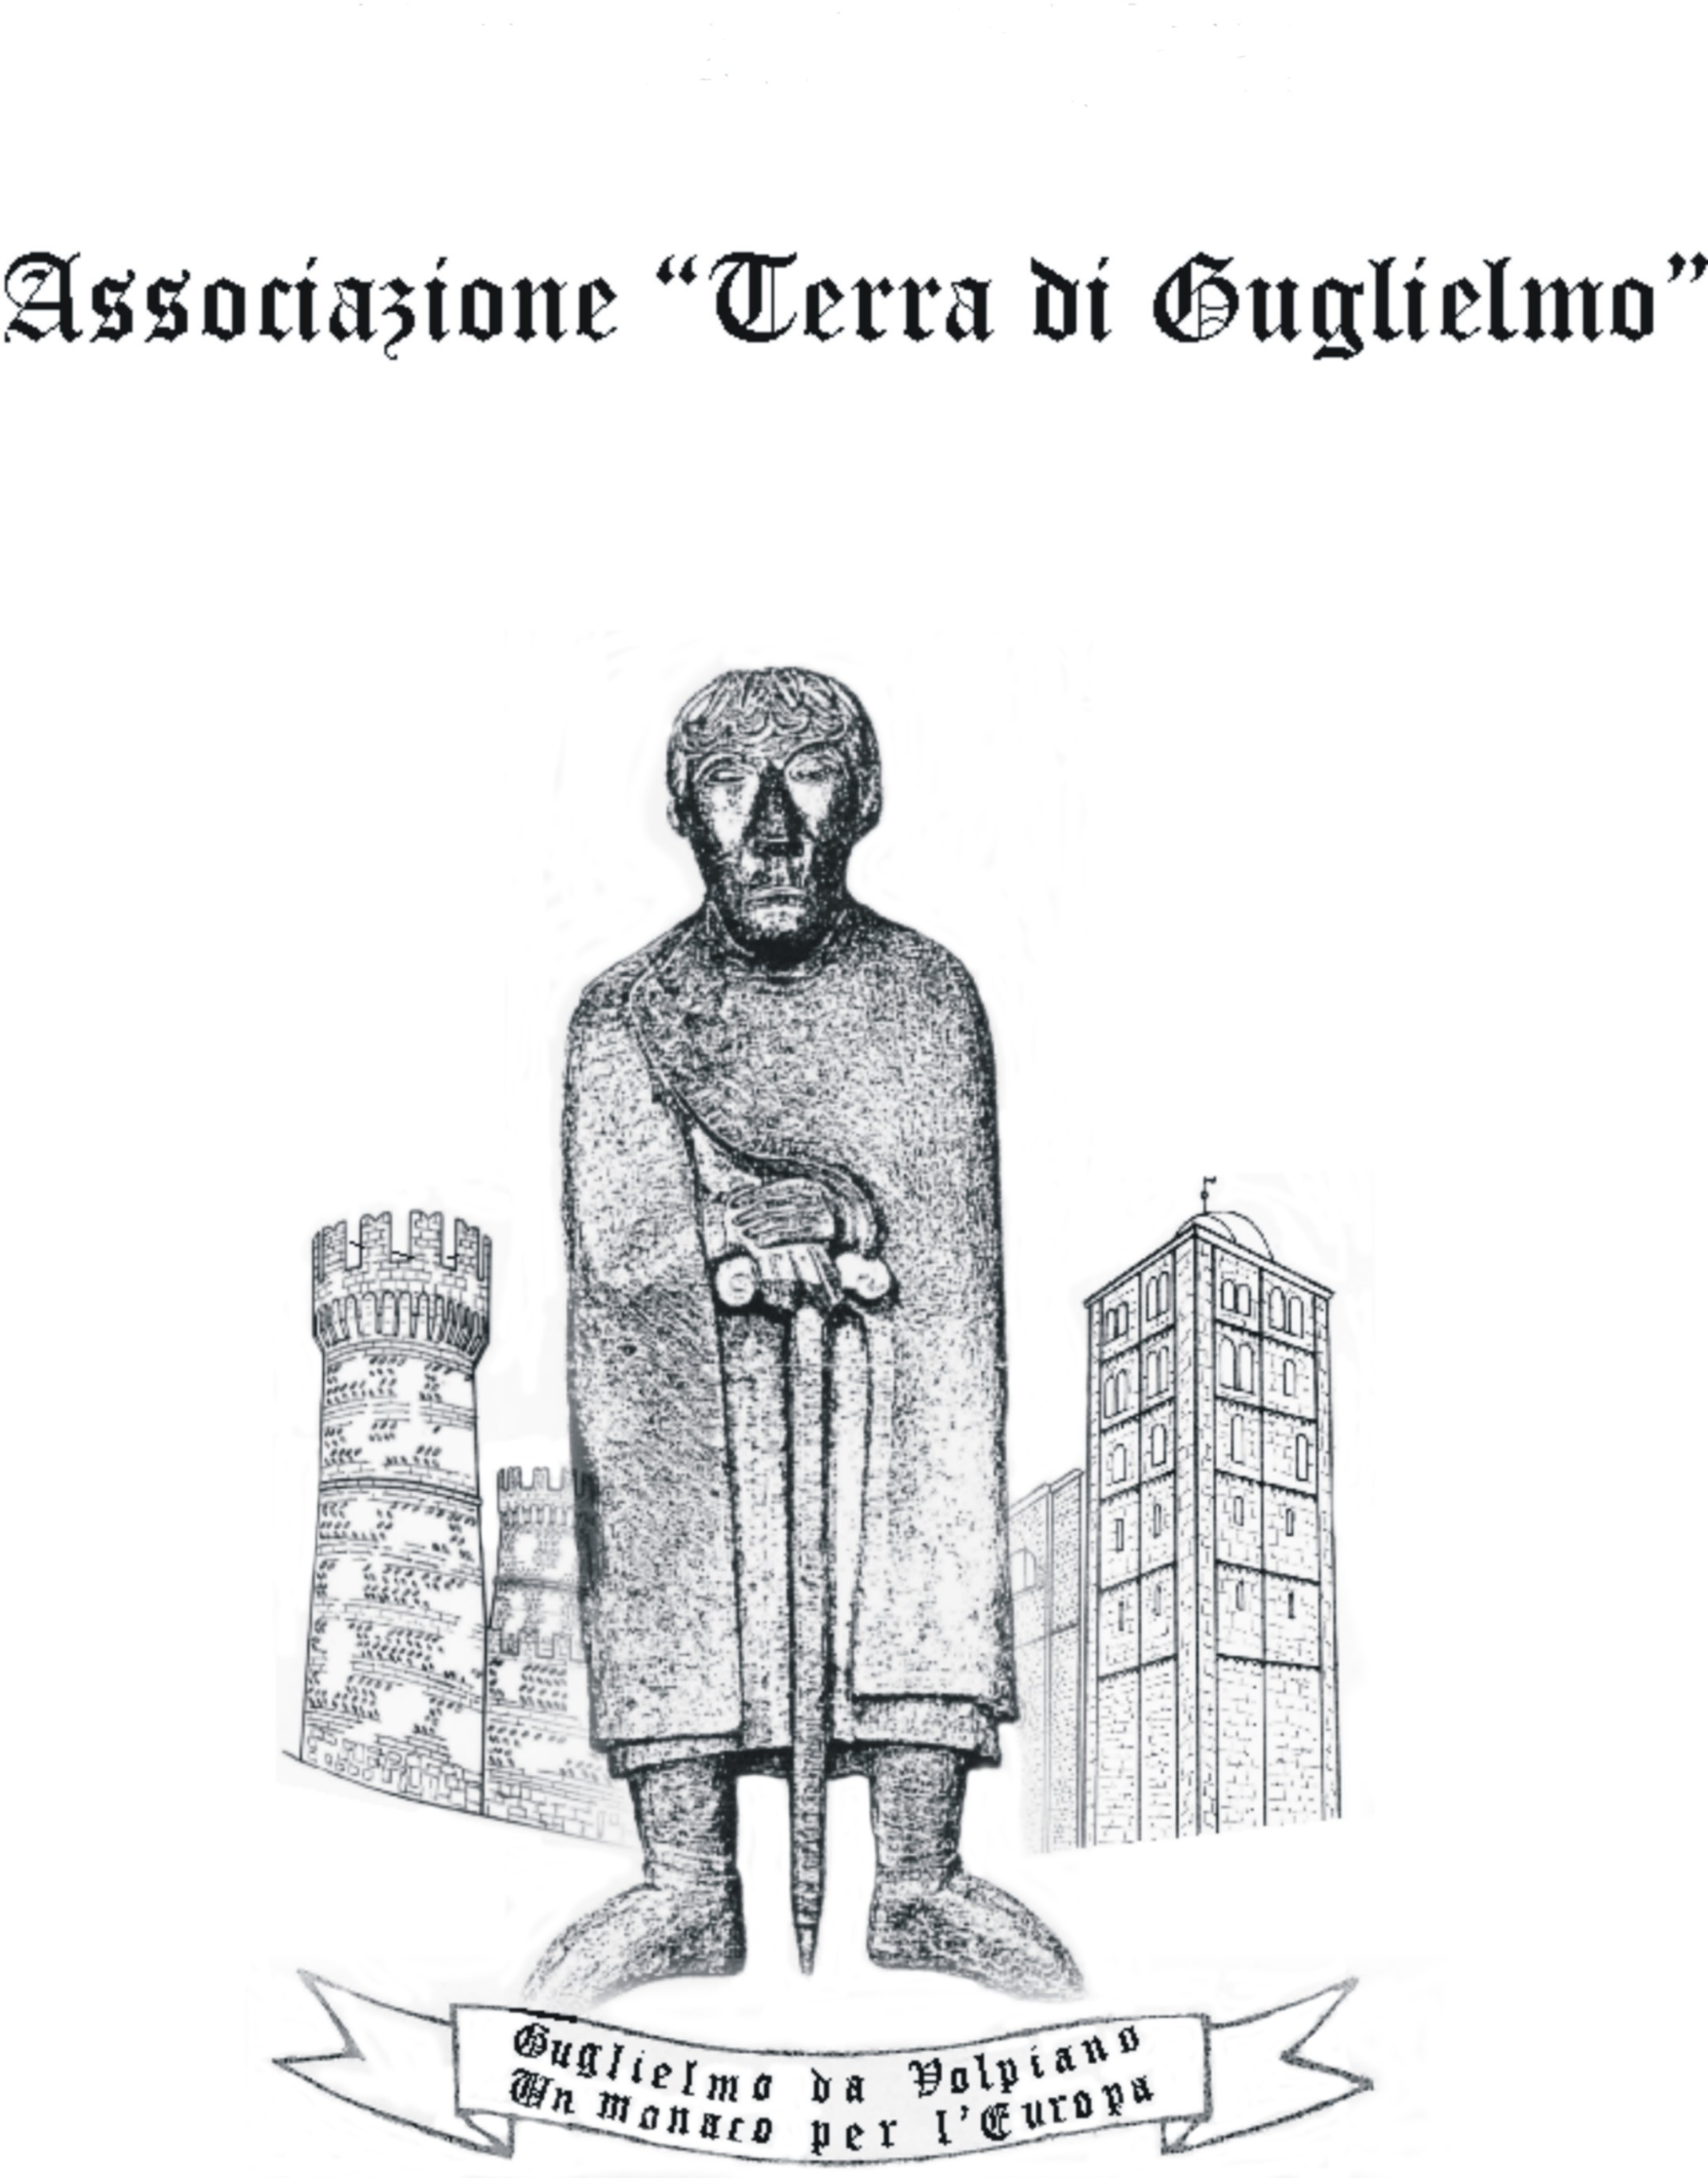 Associazione “Terra di Guglielmo”
Guglielmo da Volpiano
Un monaco per l'Europa